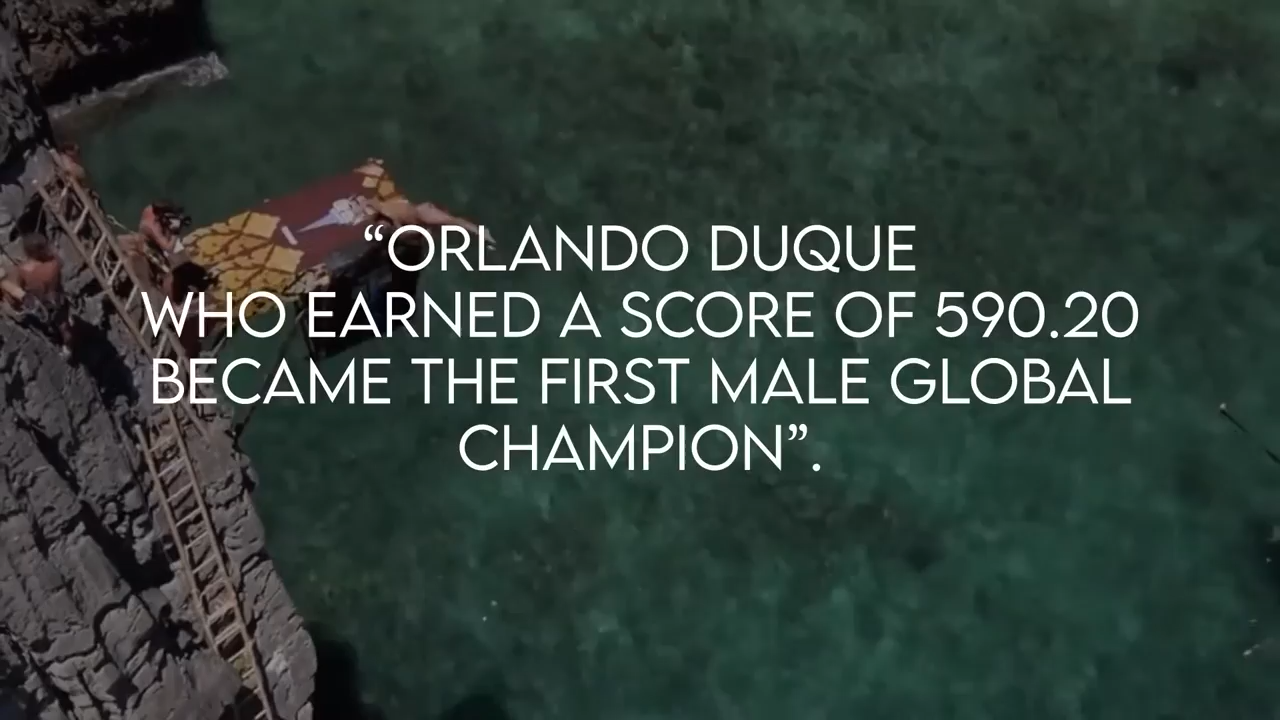 “ORLANDO DUQUE
WHO EARNED A SCORE OF 590.20
BECAME THE FIRST MALE GLOBAL
CHAMPION”.